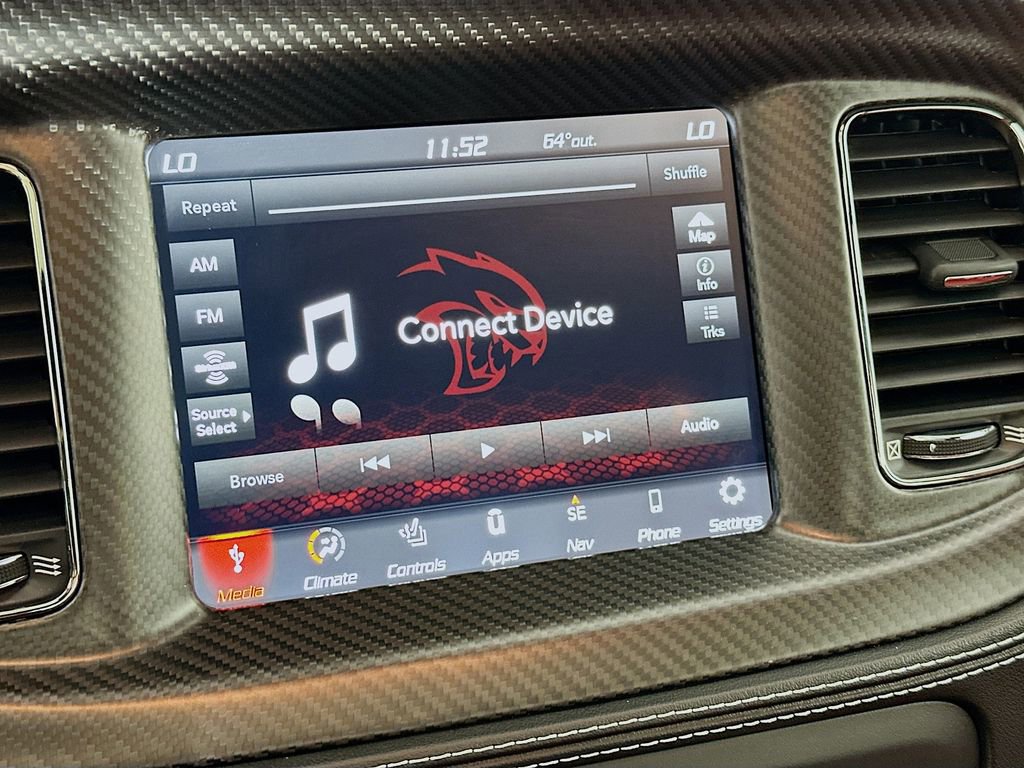 LO
11:52
64°out.
LO
Repeat
Shuffle
AM
Map
FM
Info
Connect Device
Trks
Source
Select
Browse
Audio
Media
Climate
Controls
Apps
SE
Nav
Phone
Settings